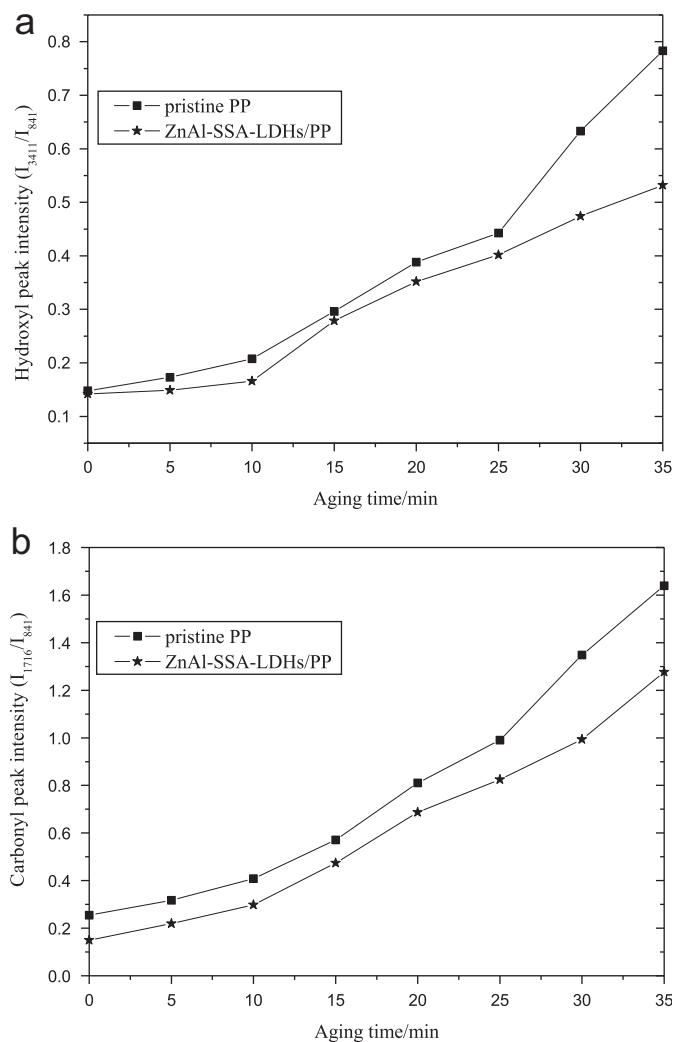 a
0.8
0.7
0.6
0.5
0.4
0.3
0.2
0.1
Hydroxyl peak intensity (I3411/I841)
pristine PP
ZnAl-SSA-LDHs/PP
0 5 10 15 20 25 30 35
Aging time/min
b
1.8
1.6
1.4
1.2
1.0
0.8
0.6
0.4
0.2
0.0
Carbonyl peak intensity (I1716/I841)
pristine PP
ZnAl-SSA-LDHs/PP
0 5 10 15 20 25 30 35
Aging time/min